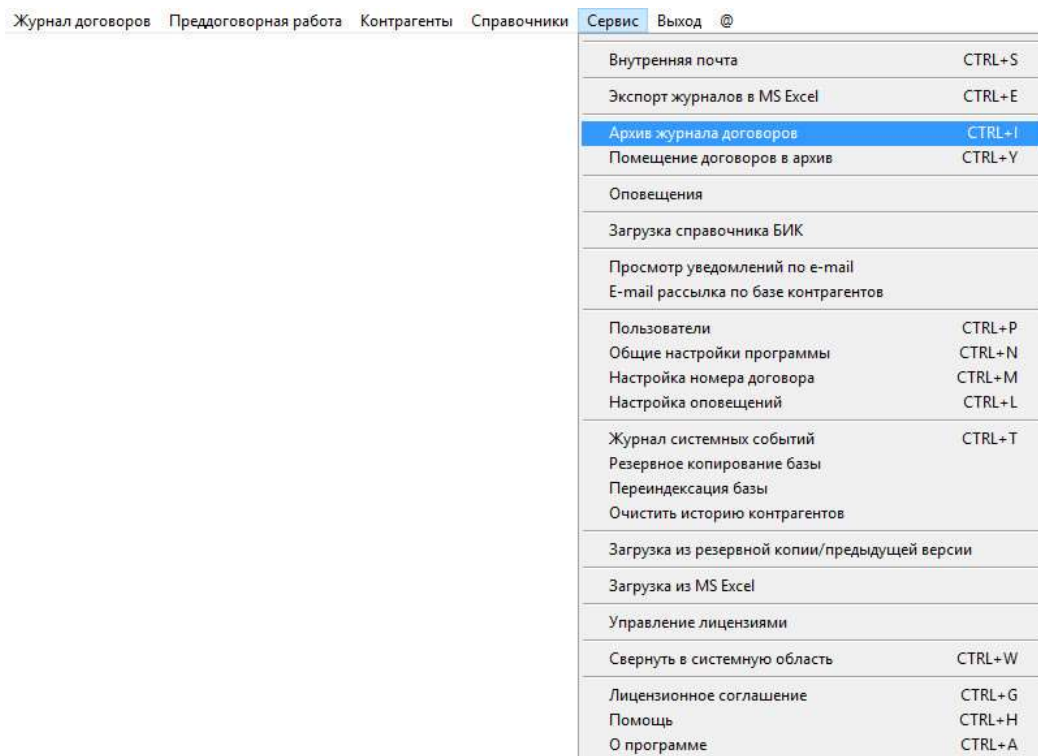 Журнал договоров Преддоговорная работа Контрагенты Справочники Сервис Выход @
Внутренняя почта CTRL+S
Экспорт журналов в MS Excel CTRL+E
Архив журнала договоров CTRL+I
Помещение договоров в архив CTRL+Y
Оповещения
Загрузка справочника БИК
Просмотр уведомлений по e-mail
E-mail рассылка по базе контрагентов
Пользователи CTRL+P
Общие настройки программы CTRL+N
Настройка номера договора CTRL+M
Настройка оповещений CTRL+L
Журнал системных событий CTRL+T
Резервное копирование базы
Переиндексация базы
Очистить историю контрагентов
Загрузка из резервной копии/предыдущей версии
Загрузка из MS Excel
Управление лицензиями
Свернуть в системную область CTRL+W
Лицензионное соглашение CTRL+G
Помощь CTRL+H
О программе CTRL+A